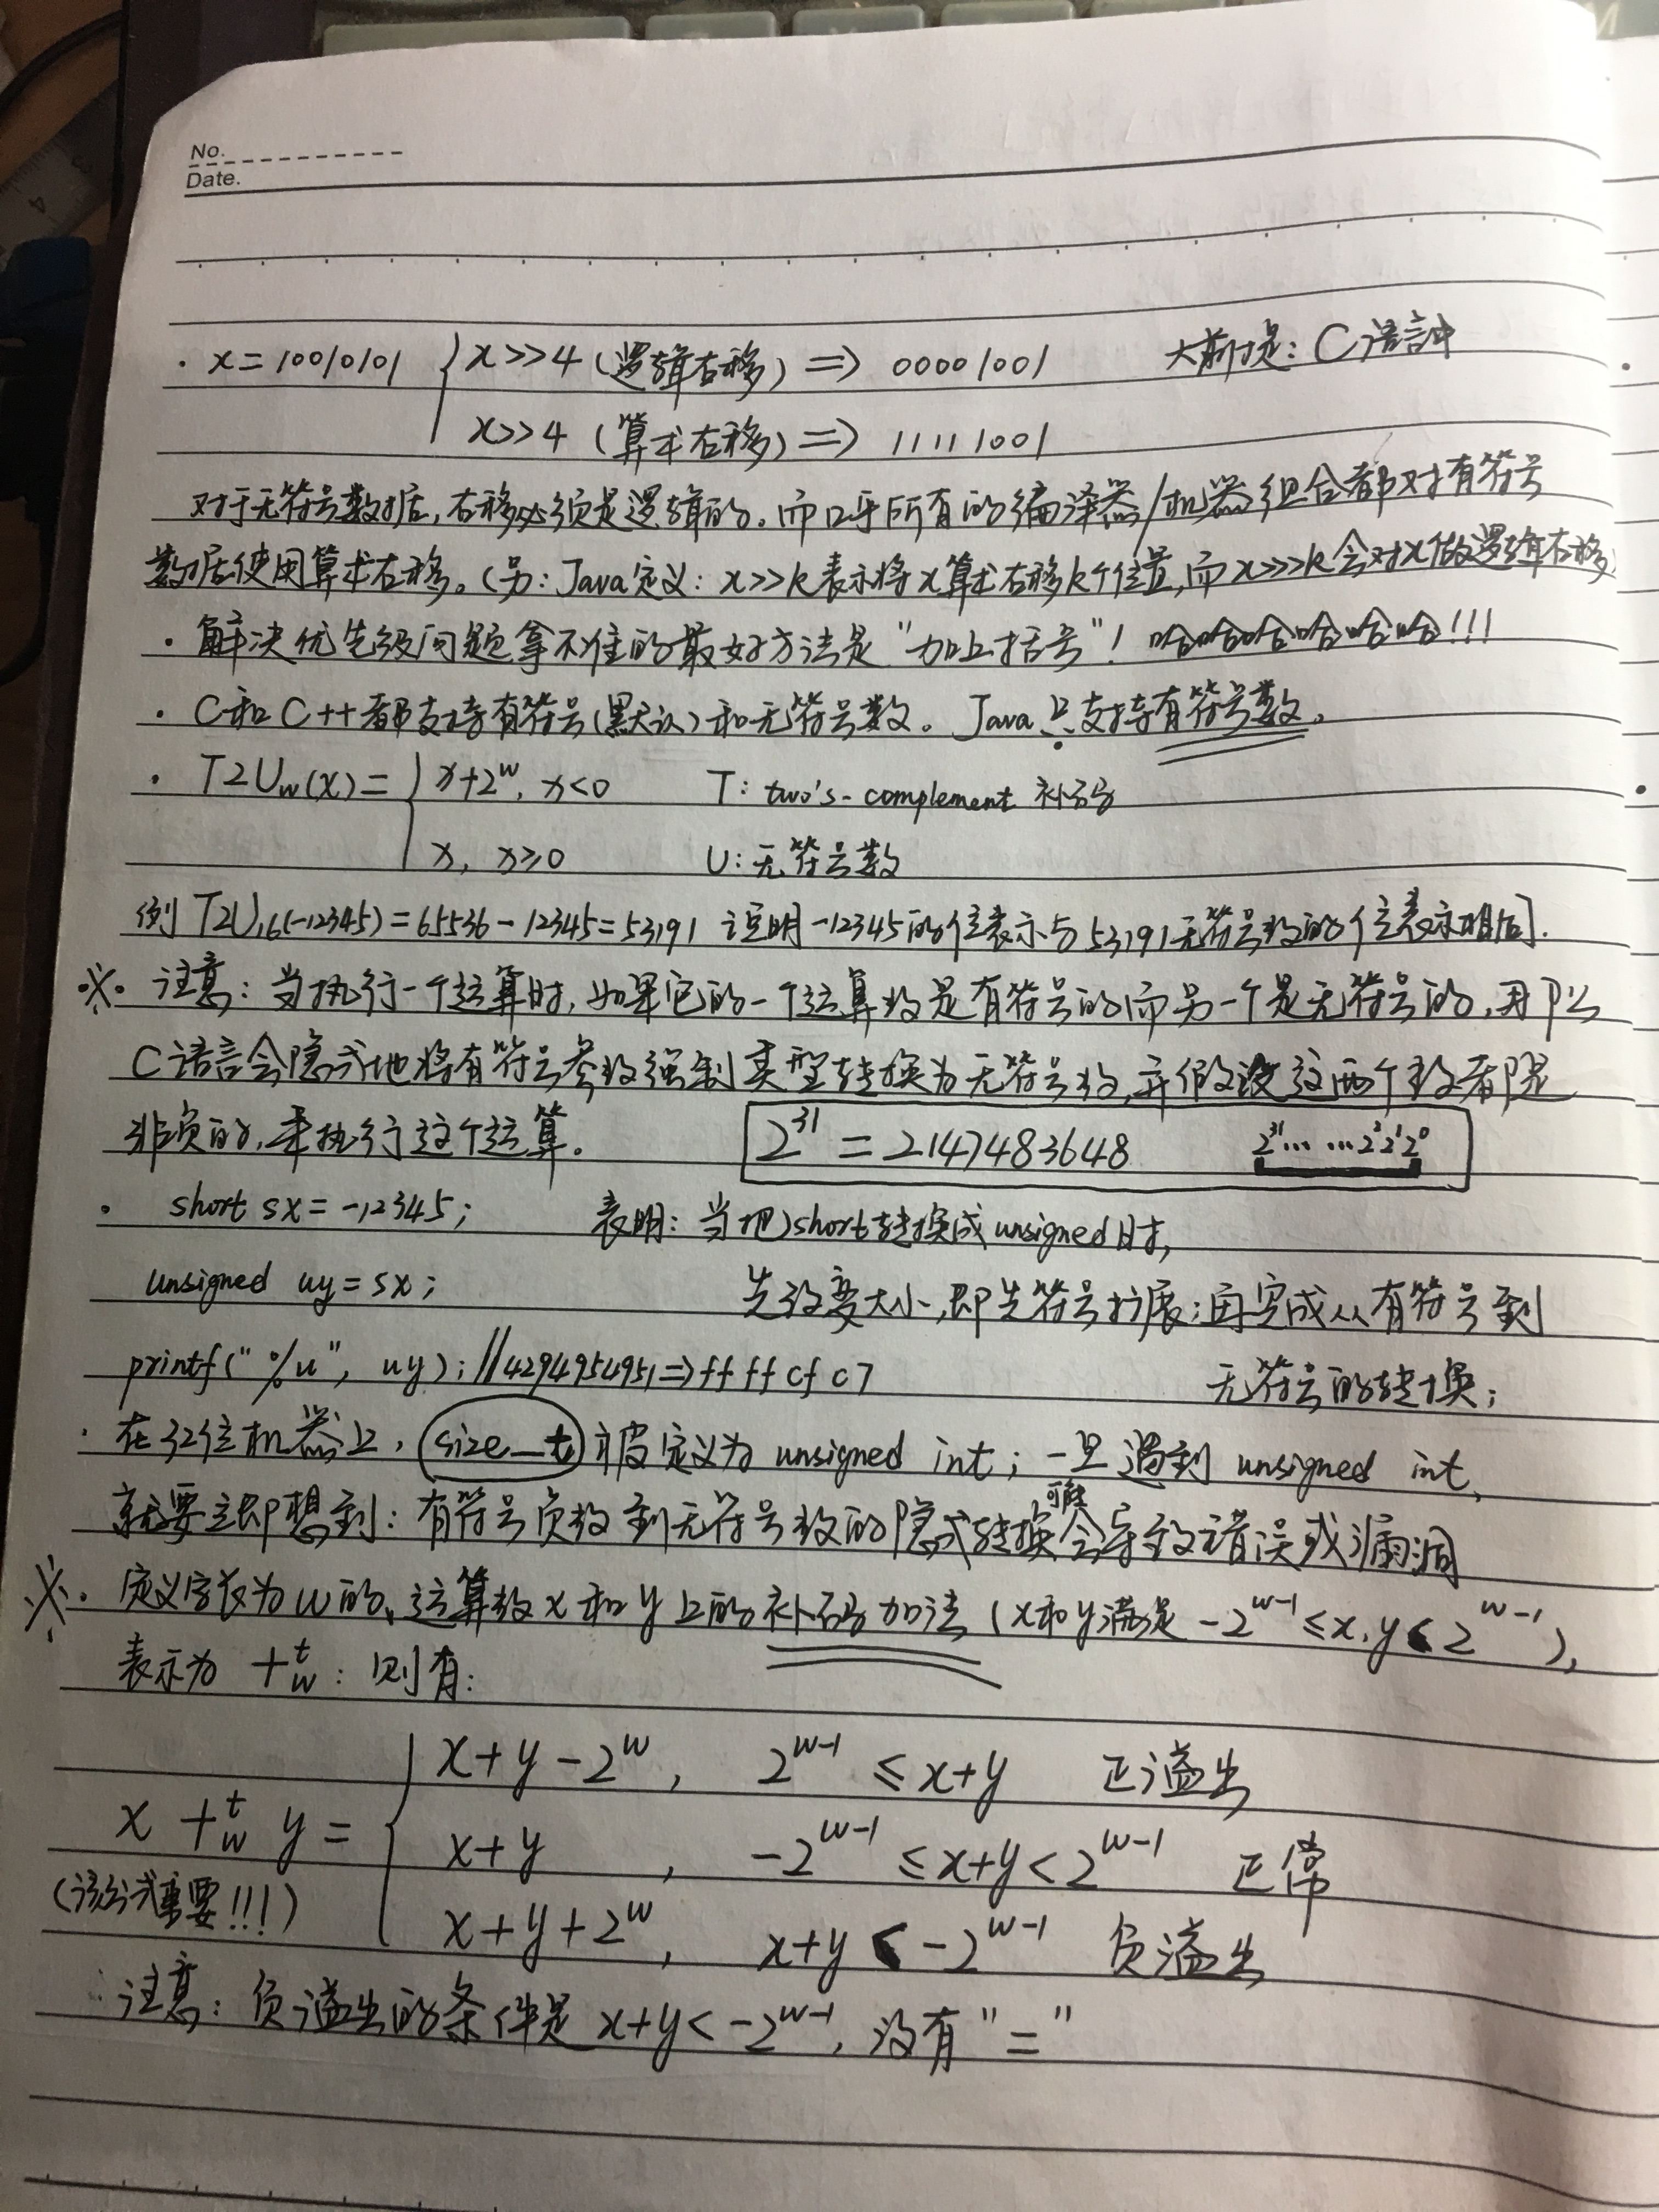 No.
Date.
· x=10010101 { x>>4 (逻辑右移) => 00001001 大前提: C语言中
x>>4 (算术右移) => 11111001
对于无符号数据,右移必须是逻辑的。而几乎所有的编译器/机器组合都对有符号
数据使用算术右移。(另: Java定义: x>>k表示将x算术右移k个位置,而x>>>k会对x做逻辑右移)
· 解决优先级问题拿不准的最好方法是“加上括号”! 哈哈哈哈哈哈!!!
· C和C++都支持有符号(默认)和无符号数。Java只支持有符号数。
· T2Uw(x)= { x+2^w, x<0 T: two's-complement 补码
x, x≥0 U: 无符号数
例 T2U16(-12345)=65536-12345=53191 证明-12345的位表示与53191无符号数的位表示相同.
※· 注意: 当执行一个运算时,如果它的一个运算数是有符号的而另一个是无符号的,那么
C语言会隐式地将有符号参数强制类型转换为无符号数,并假设这两个数都是
非负的,来执行这个运算。 2^31 = 2147483648 2^31… …2^2 2^1 2^0
· short sx=-12345; 表明: 当把short转换成unsigned时,
unsigned uy=sx; 先改变大小,即先符号扩展;再完成从有符号到
printf("%u", uy); //4294954951=>ff ff cf c7 无符号的转换;
· 在32位机器上, size_t 被定义为 unsigned int; 一旦遇到 unsigned int,
就要立即想到: 有符号负数到无符号数的隐式转换可能会导致错误或漏洞
※· 定义字长为w的、运算数x和y上的补码加法 (x和y满足 -2^w-1 ≤x,y<2^w-1),
表示为 +^t_w: 则有:
x+y-2^w, 2^w-1 ≤x+y 正溢出
x +^t_w y = { x+y, -2^w-1 ≤x+y<2^w-1 正常
(该公式重要!!!)
x+y+2^w, x+y<-2^w-1 负溢出
注意: 负溢出的条件是 x+y<-2^w-1, 没有“=”